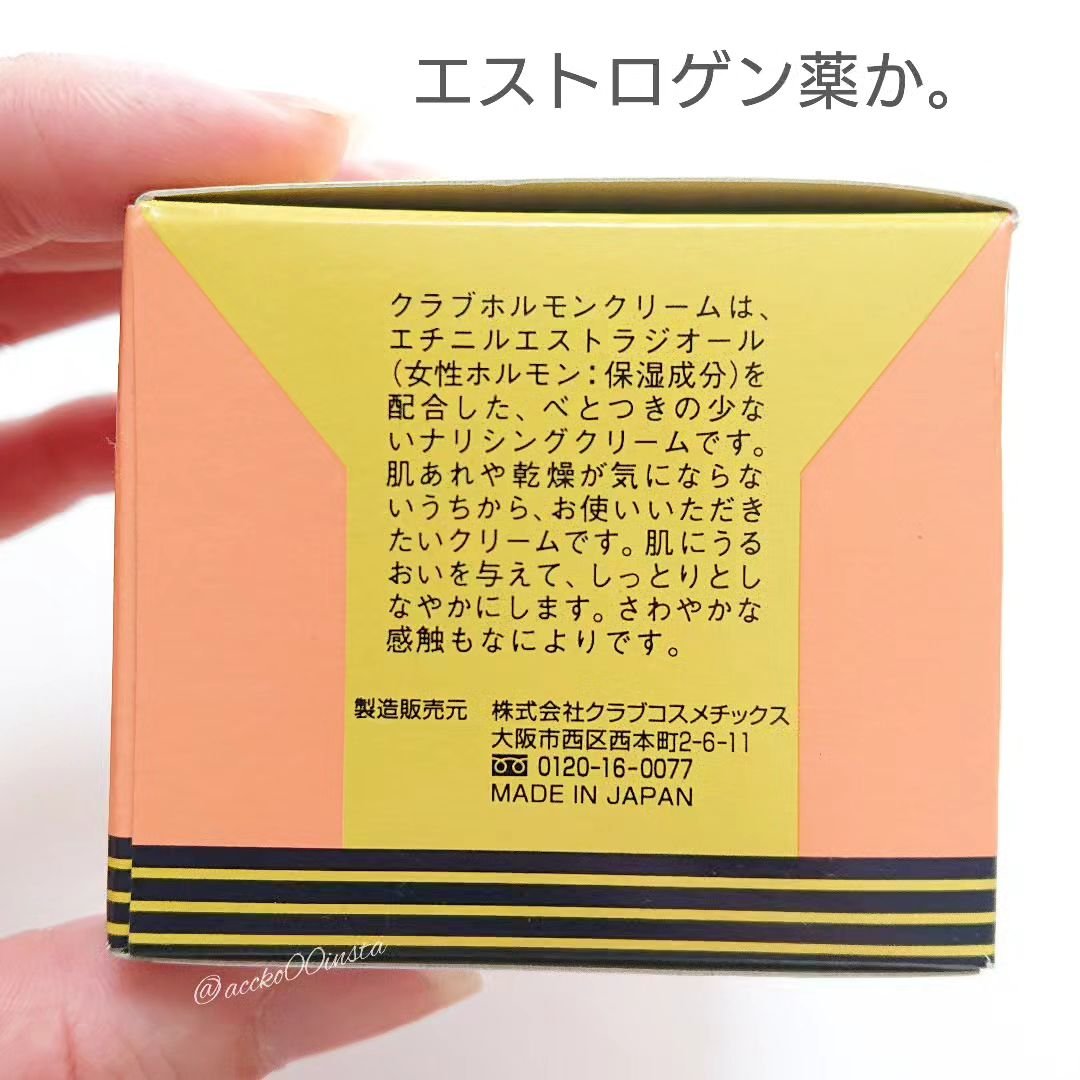 エストロゲン薬か。
クラブホルモンクリームは、
エチニルエストラジオール
(女性ホルモン:保湿成分)を
配合した、べとつきの少な
いナリシングクリームです。
肌あれや乾燥が気にならな
いうちから、お使いいただき
たいクリームです。肌にうる
おいを与えて、しっとりとし
なやかにします。さわやかな
感触もなによりです。
製造販売元 株式会社クラブコスメチックス
大阪市西区西本町2-6-11
0120-16-0077
MADE IN JAPAN
@accko00insta